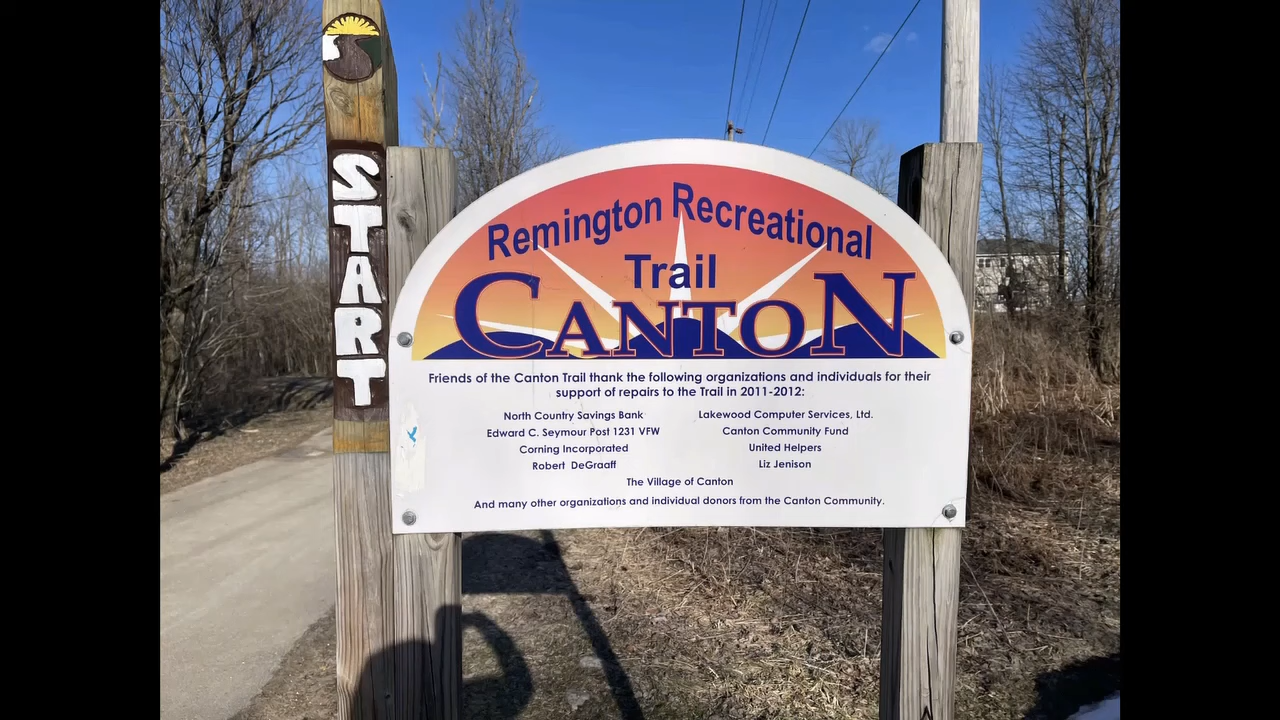 START
Remington Recreational
Trail
CANTON
Friends of the Canton Trail thank the following organizations and individuals for their
support of repairs to the Trail in 2011-2012:
North Country Savings Bank
Edward C. Seymour Post 1231 VFW
Corning Incorporated
Robert DeGraaff
Lakewood Computer Services, Ltd.
Canton Community Fund
United Helpers
Liz Jenison
The Village of Canton
And many other organizations and individual donors from the Canton Community.